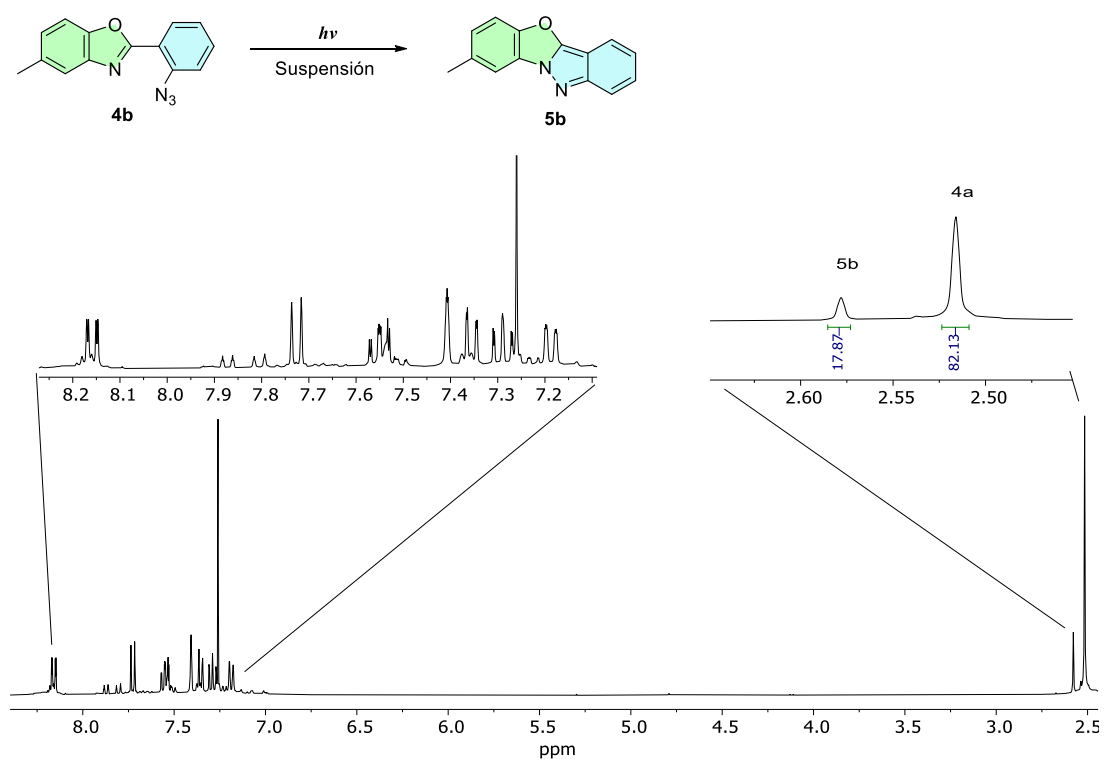 O
N
N₃
4b
hν
Suspensión
O
N
N
5b
4a
5b
17.87
82.13
2.60 2.55 2.50
8.2 8.1 8.0 7.9 7.8 7.7 7.6 7.5 7.4 7.3 7.2
8.0 7.5 7.0 6.5 6.0 5.5 5.0 4.5 4.0 3.5 3.0 2.5
ppm